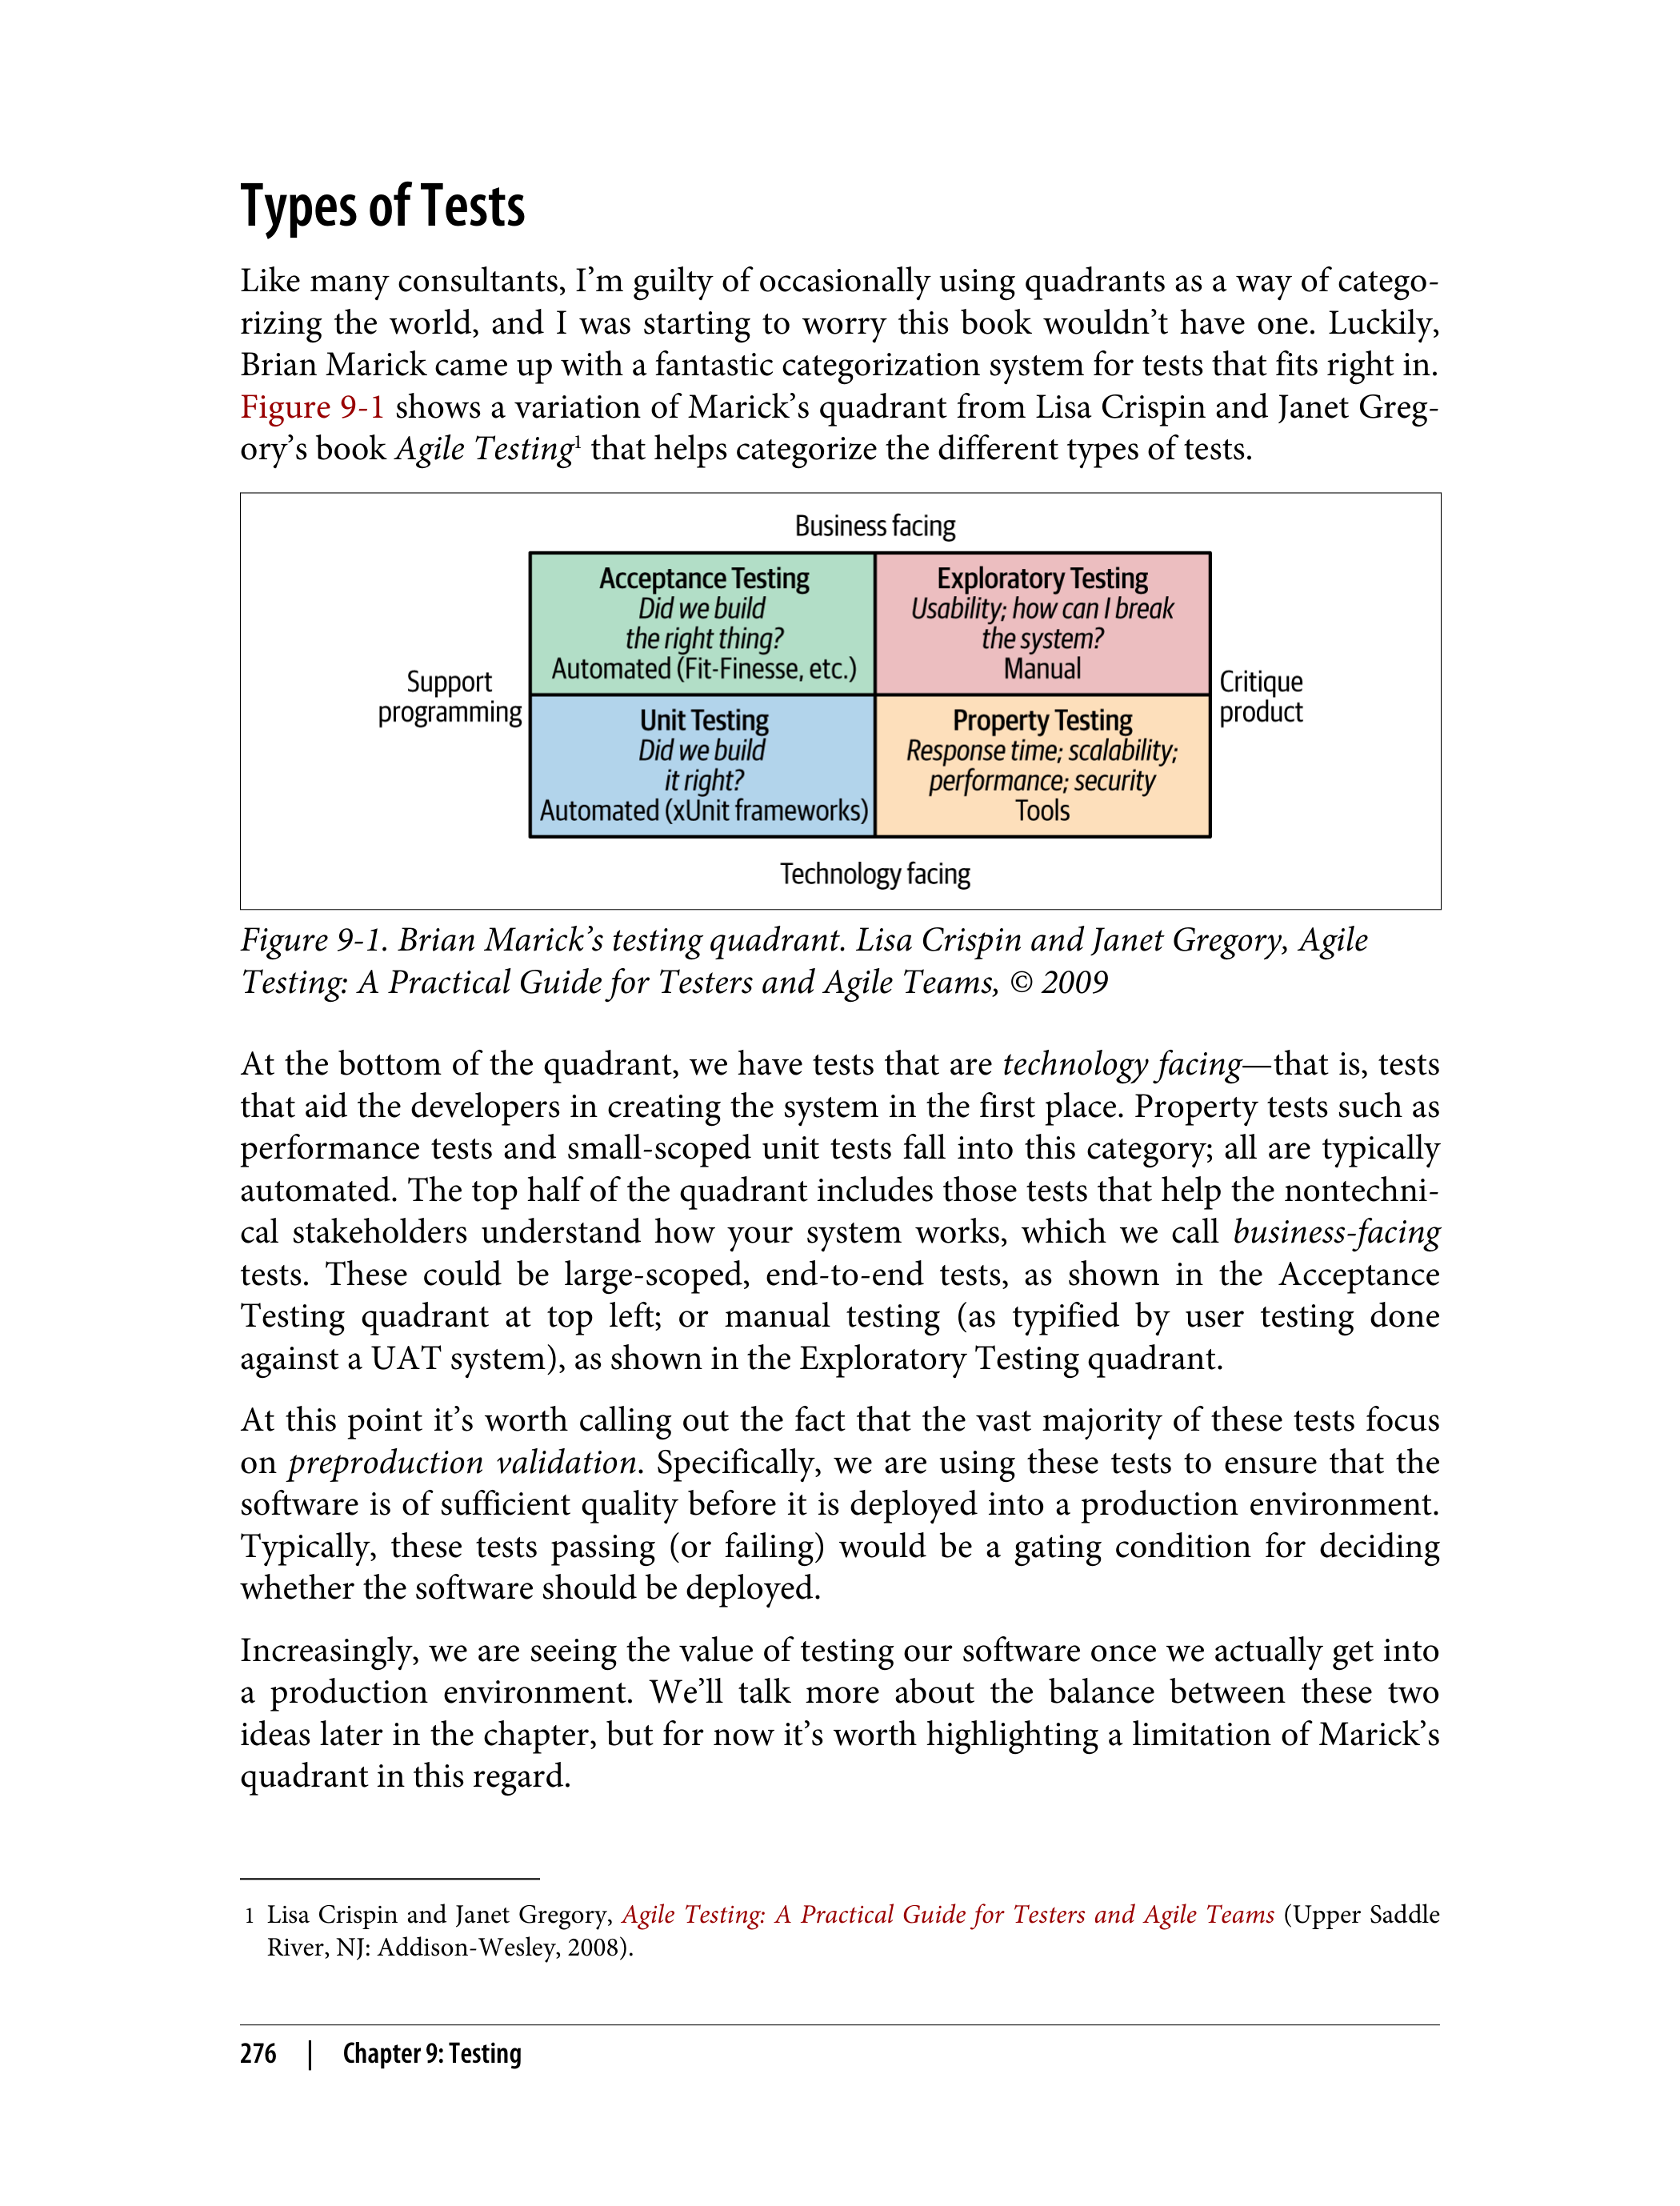 Types of Tests
Like many consultants, I’m guilty of occasionally using quadrants as a way of catego-
rizing the world, and I was starting to worry this book wouldn’t have one. Luckily,
Brian Marick came up with a fantastic categorization system for tests that fits right in.
Figure 9-1 shows a variation of Marick’s quadrant from Lisa Crispin and Janet Greg-
ory’s book Agile Testing1 that helps categorize the different types of tests.
Business facing
Support
programming
Acceptance Testing
Did we build
the right thing?
Automated (Fit-Finesse, etc.)
Exploratory Testing
Usability; how can I break
the system?
Manual
Unit Testing
Did we build
it right?
Automated (xUnit frameworks)
Property Testing
Response time; scalability;
performance; security
Tools
Critique
product
Technology facing
Figure 9-1. Brian Marick’s testing quadrant. Lisa Crispin and Janet Gregory, Agile
Testing: A Practical Guide for Testers and Agile Teams, © 2009
At the bottom of the quadrant, we have tests that are technology facing—that is, tests
that aid the developers in creating the system in the first place. Property tests such as
performance tests and small-scoped unit tests fall into this category; all are typically
automated. The top half of the quadrant includes those tests that help the nontechni-
cal stakeholders understand how your system works, which we call business-facing
tests. These could be large-scoped, end-to-end tests, as shown in the Acceptance
Testing quadrant at top left; or manual testing (as typified by user testing done
against a UAT system), as shown in the Exploratory Testing quadrant.
At this point it’s worth calling out the fact that the vast majority of these tests focus
on preproduction validation. Specifically, we are using these tests to ensure that the
software is of sufficient quality before it is deployed into a production environment.
Typically, these tests passing (or failing) would be a gating condition for deciding
whether the software should be deployed.
Increasingly, we are seeing the value of testing our software once we actually get into
a production environment. We’ll talk more about the balance between these two
ideas later in the chapter, but for now it’s worth highlighting a limitation of Marick’s
quadrant in this regard.
1 Lisa Crispin and Janet Gregory, Agile Testing: A Practical Guide for Testers and Agile Teams (Upper Saddle
River, NJ: Addison-Wesley, 2008).
276 | Chapter 9: Testing